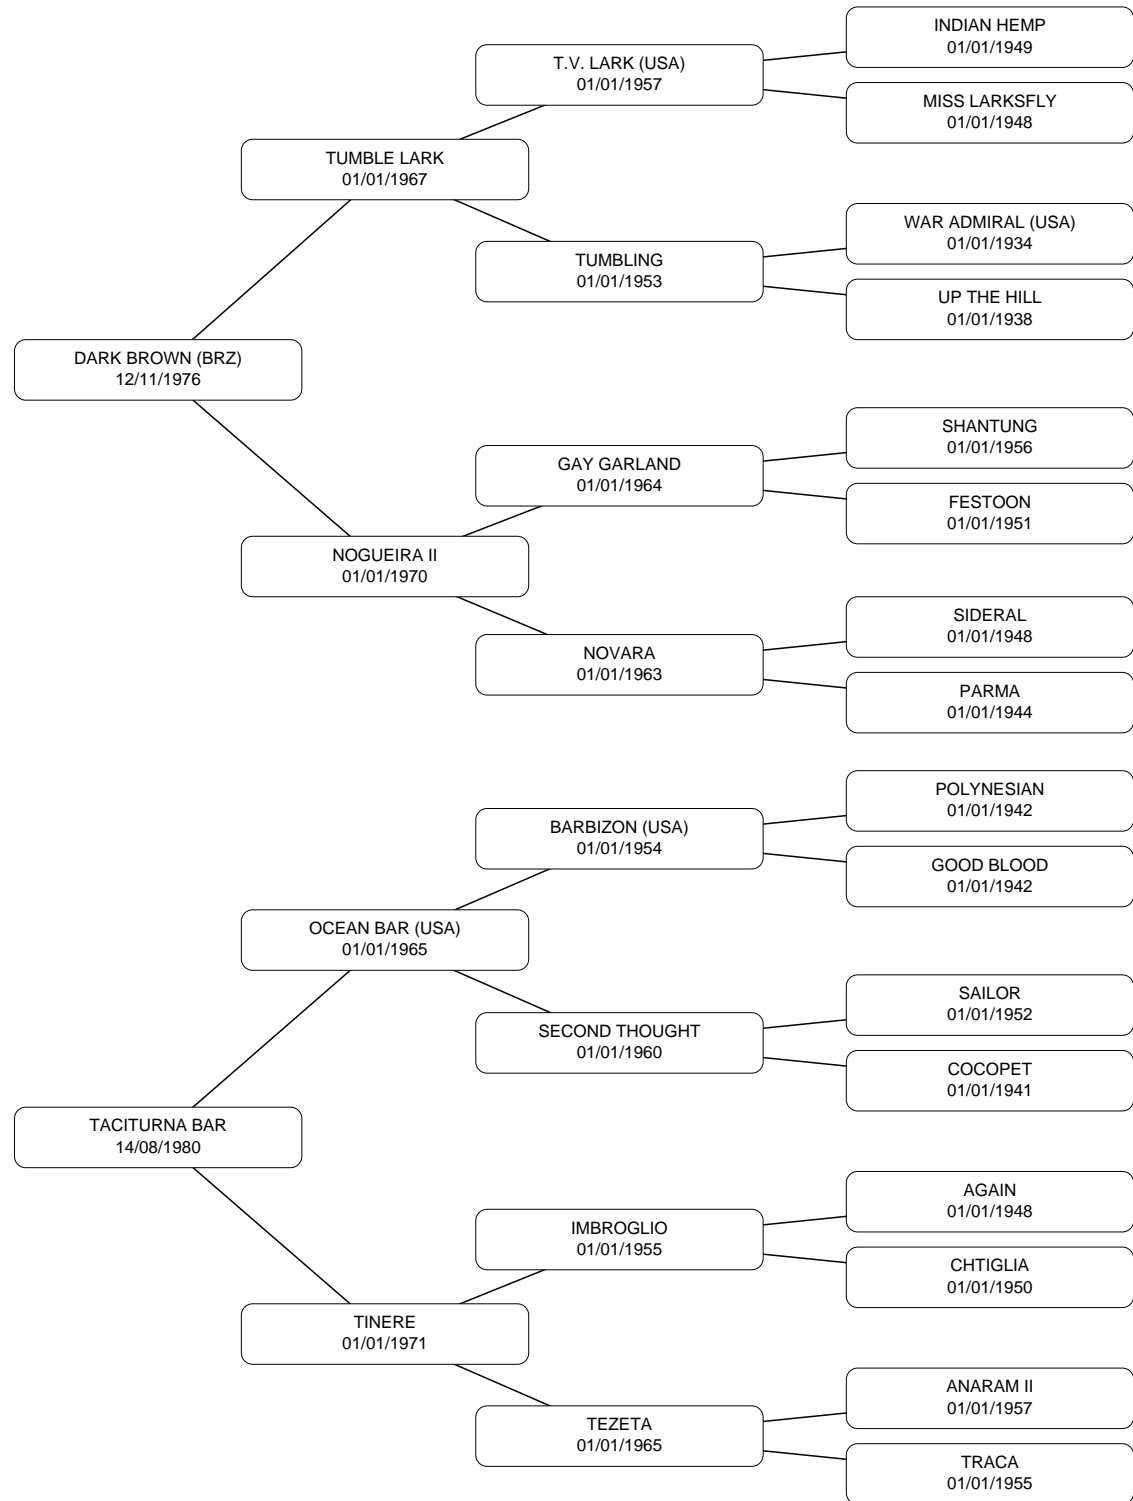 INDIAN HEMP
01/01/1949
T.V. LARK (USA)
01/01/1957
MISS LARKSFLY
01/01/1948
TUMBLE LARK
01/01/1967
WAR ADMIRAL (USA)
01/01/1934
TUMBLING
01/01/1953
UP THE HILL
01/01/1938
DARK BROWN (BRZ)
12/11/1976
SHANTUNG
01/01/1956
GAY GARLAND
01/01/1964
FESTOON
01/01/1951
NOGUEIRA II
01/01/1970
SIDERAL
01/01/1948
NOVARA
01/01/1963
PARMA
01/01/1944
POLYNESIAN
01/01/1942
BARBIZON (USA)
01/01/1954
GOOD BLOOD
01/01/1942
OCEAN BAR (USA)
01/01/1965
SAILOR
01/01/1952
SECOND THOUGHT
01/01/1960
COCOPET
01/01/1941
TACITURNA BAR
14/08/1980
AGAIN
01/01/1948
IMBROGLIO
01/01/1955
CHTIGLIA
01/01/1950
TINERE
01/01/1971
ANARAM II
01/01/1957
TEZETA
01/01/1965
TRACA
01/01/1955